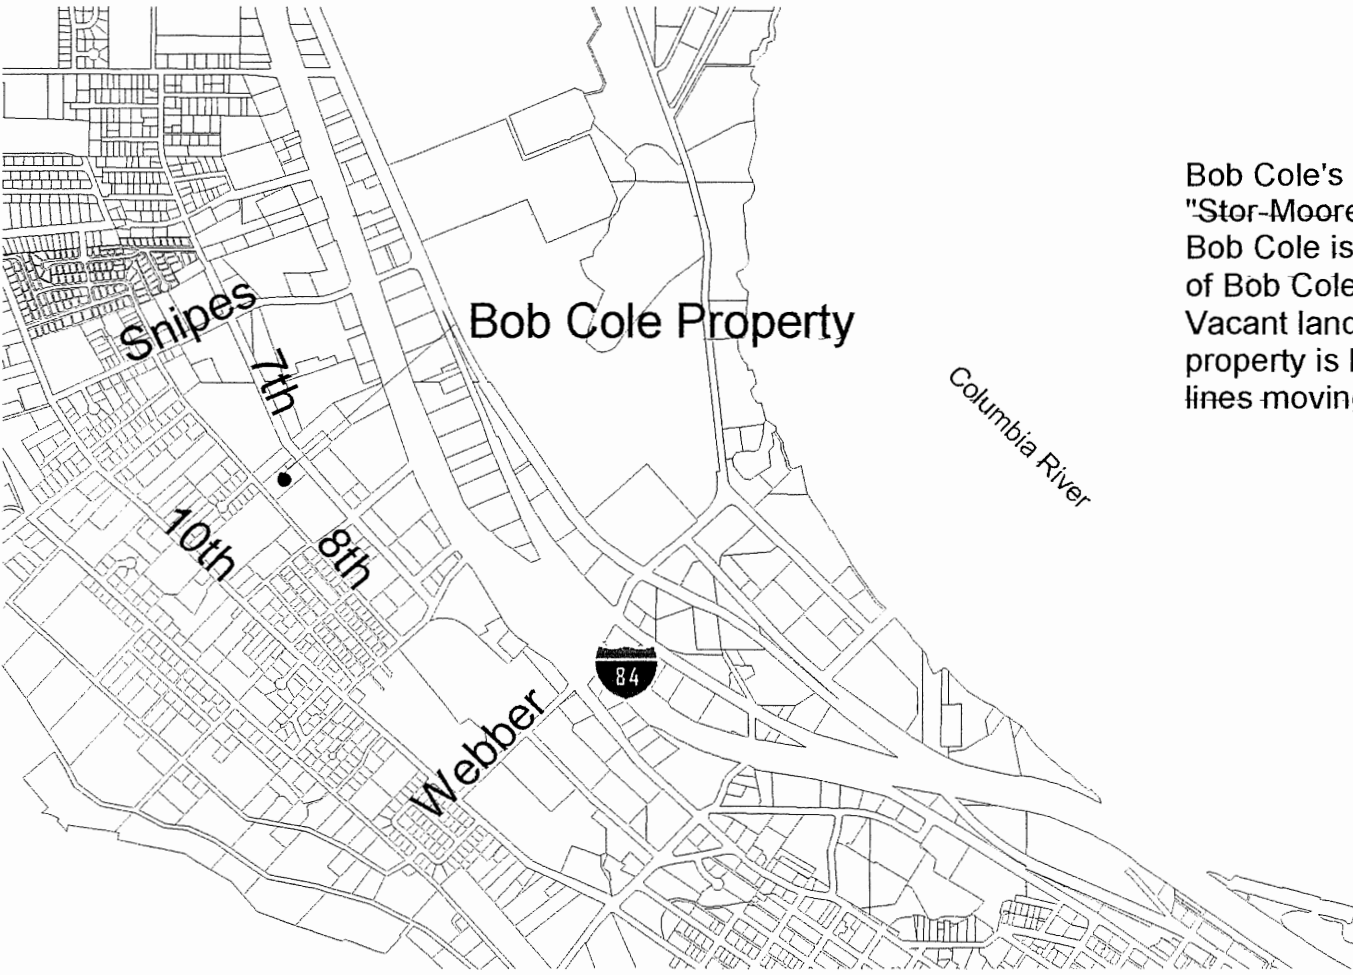 Bob Cole's
"Stor-Moore
Bob Cole is
of Bob Cole
Vacant land
property is
lines moving
Snipes
Bob Cole Property
7th
Columbia River
10th
8th
84
Webber